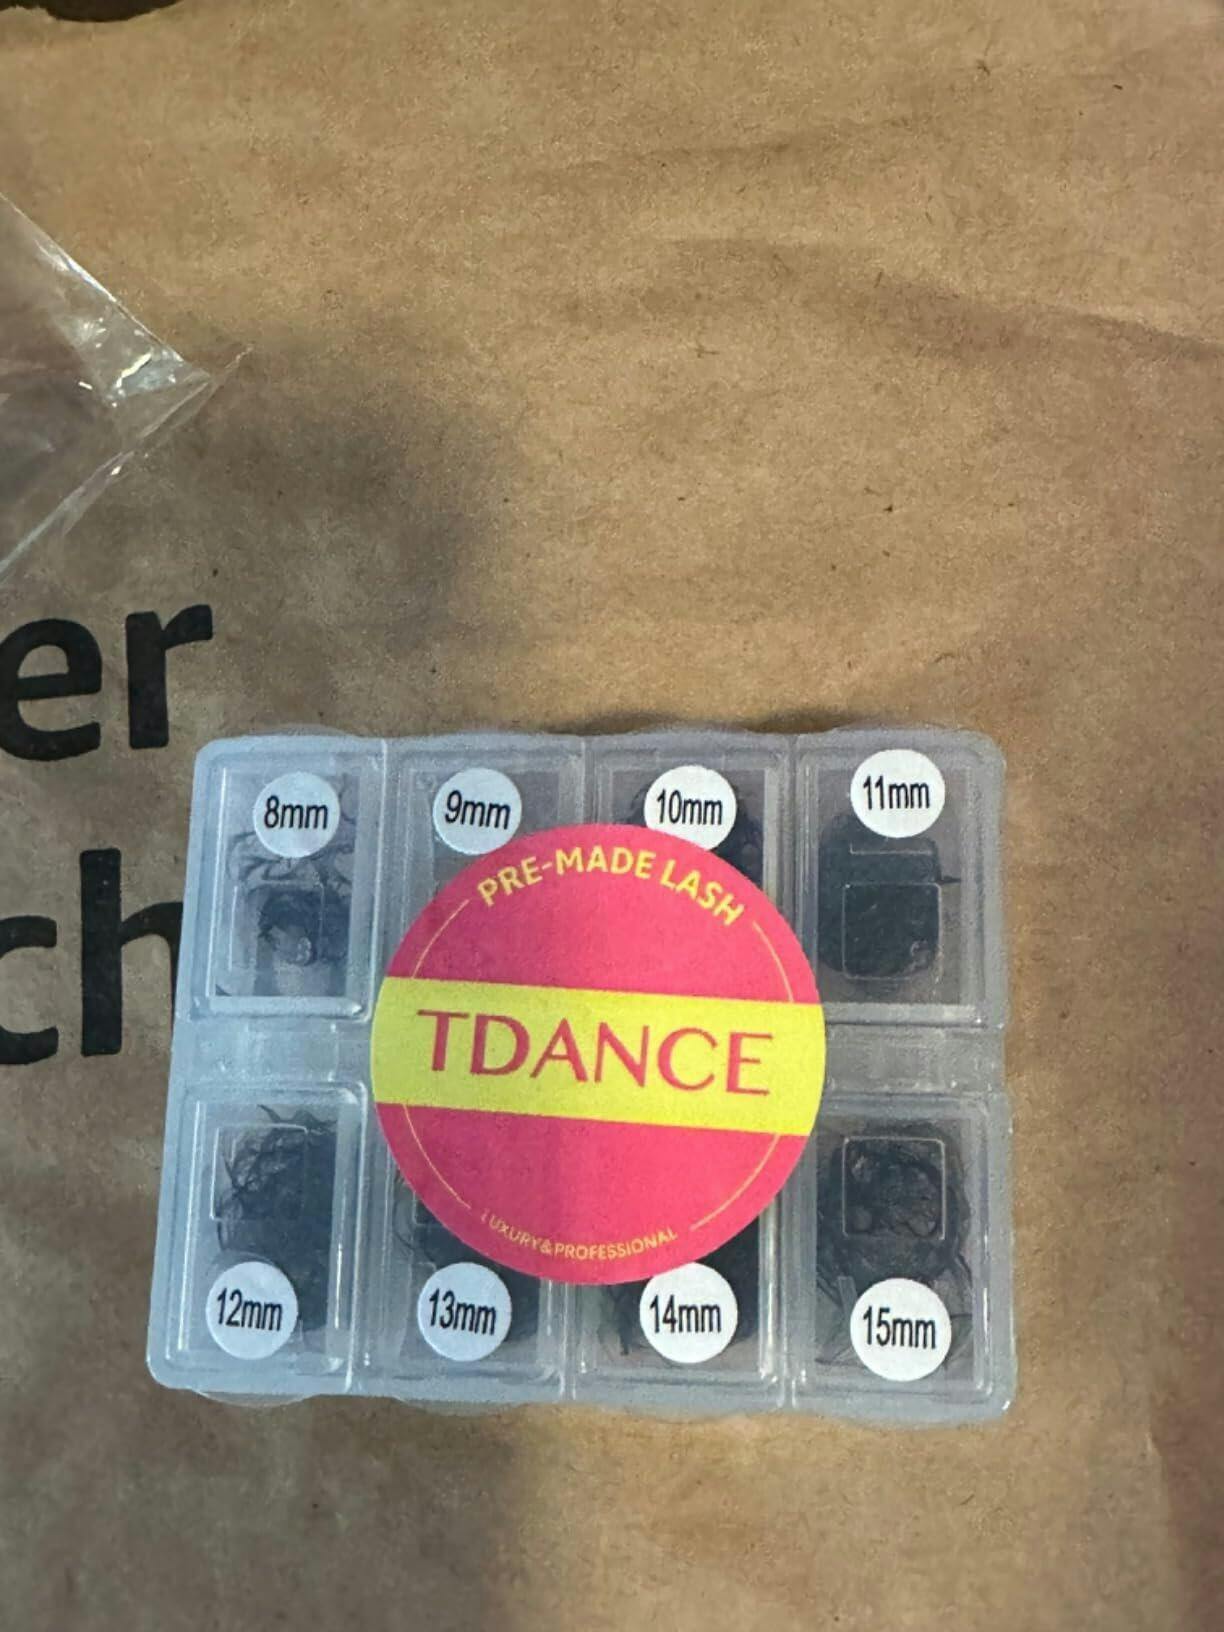 er
ch
8mm
9mm
10mm
11mm
PRE-MADE LASH
TDANCE
LUXURY&PROFESSIONAL
12mm
13mm
14mm
15mm